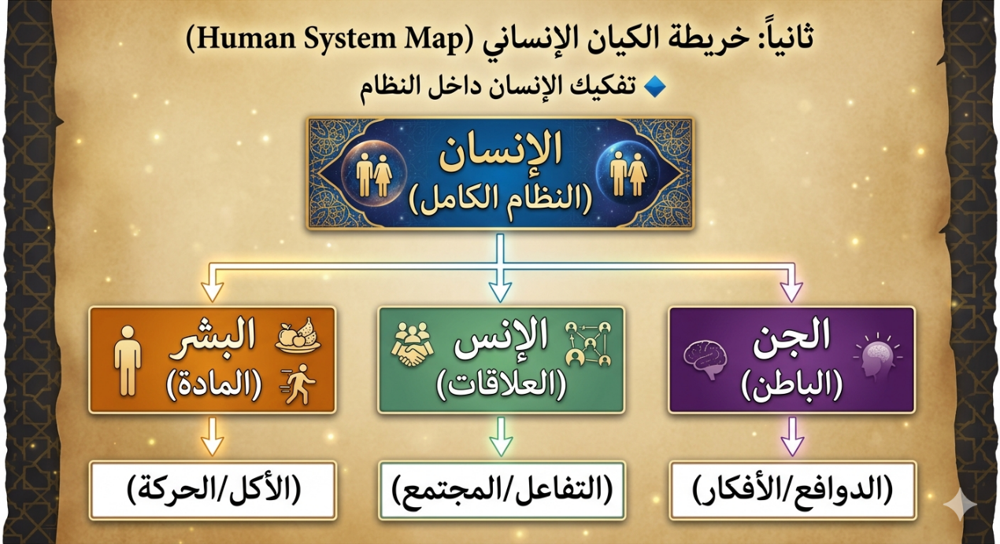 ثانياً: خريطة الكيان الإنساني (Human System Map)
تفكيك الإنسان داخل النظام
الإنسان
(النظام الكامل)
الجن
(الباطن)
الإنس
(العلاقات)
البشر
(المادة)
(الدوافع/الأفكار)
(التفاعل/المجتمع)
(الأكل/الحركة)